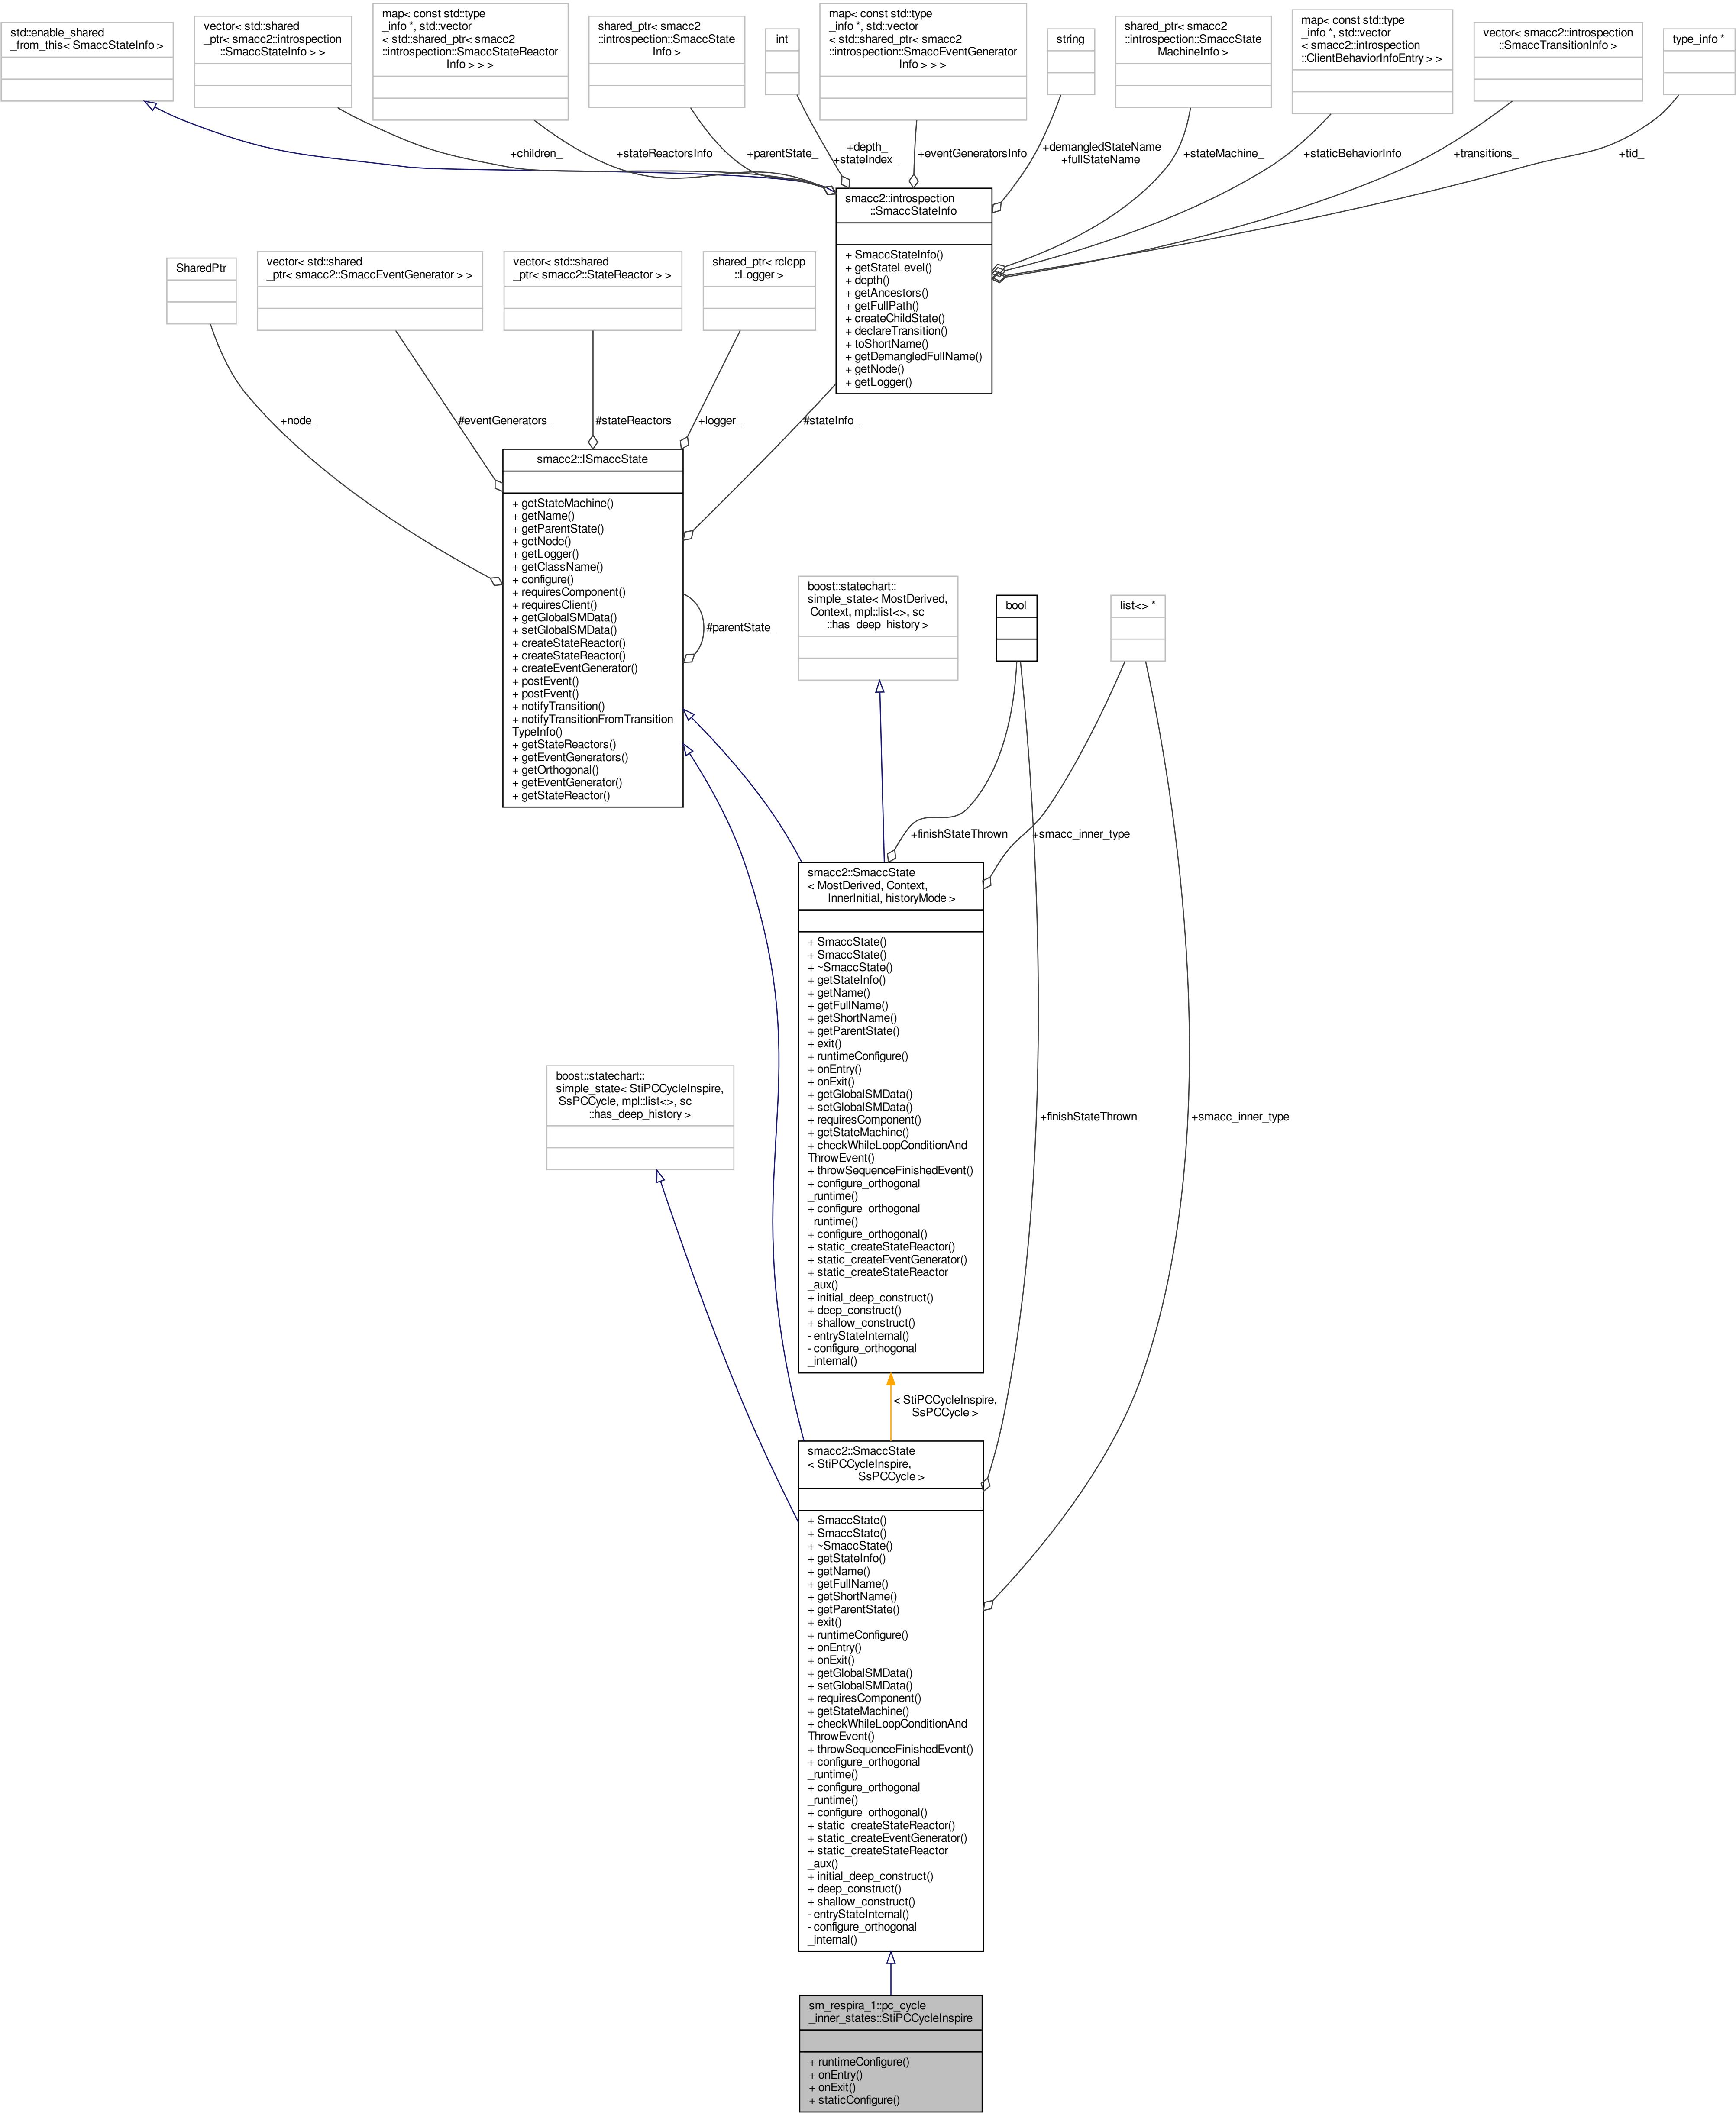 std::enable_shared
_from_this< SmaccStateInfo >
vector< std::shared
_ptr< smacc2::introspection
::SmaccStateInfo > >
map< const std::type
_info *, std::vector
< std::shared_ptr< smacc2
::introspection::SmaccStateReactor
Info > > >
shared_ptr< smacc2
::introspection::SmaccState
Info >
int
map< const std::type
_info *, std::vector
< std::shared_ptr< smacc2
::introspection::SmaccEventGenerator
Info > > >
string
shared_ptr< smacc2
::introspection::SmaccState
MachineInfo >
map< const std::type
_info *, std::vector
< smacc2::introspection
::ClientBehaviorInfoEntry > >
vector< smacc2::introspection
::SmaccTransitionInfo >
type_info *
+children_
+stateReactorsInfo
+parentState_
+depth_
+stateIndex_
+eventGeneratorsInfo
+demangledStateName
+fullStateName
+stateMachine_
+staticBehaviorInfo
+transitions_
+tid_
smacc2::introspection
::SmaccStateInfo
+ SmaccStateInfo()
+ getStateLevel()
+ depth()
+ getAncestors()
+ getFullPath()
+ createChildState()
+ declareTransition()
+ toShortName()
+ getDemangledFullName()
+ getNode()
+ getLogger()
SharedPtr
vector< std::shared
_ptr< smacc2::SmaccEventGenerator > >
vector< std::shared
_ptr< smacc2::StateReactor > >
shared_ptr< rclcpp
::Logger >
+node_
#eventGenerators_
#stateReactors_
+logger_
#stateInfo_
smacc2::ISmaccState
+ getStateMachine()
+ getName()
+ getParentState()
+ getNode()
+ getLogger()
+ getClassName()
+ configure()
+ requiresComponent()
+ requiresClient()
+ getGlobalSMData()
+ setGlobalSMData()
+ createStateReactor()
+ createStateReactor()
+ createEventGenerator()
+ postEvent()
+ postEvent()
+ notifyTransition()
+ notifyTransitionFromTransition
TypeInfo()
+ getStateReactors()
+ getEventGenerators()
+ getOrthogonal()
+ getEventGenerator()
+ getStateReactor()
#parentState_
boost::statechart::
simple_state< MostDerived,
Context, mpl::list<>, sc
::has_deep_history >
bool
list<> *
+finishStateThrown
+smacc_inner_type
smacc2::SmaccState
< MostDerived, Context,
InnerInitial, historyMode >
+ SmaccState()
+ SmaccState()
+ ~SmaccState()
+ getStateInfo()
+ getName()
+ getFullName()
+ getShortName()
+ getParentState()
+ exit()
+ runtimeConfigure()
+ onEntry()
+ onExit()
+ getGlobalSMData()
+ setGlobalSMData()
+ requiresComponent()
+ getStateMachine()
+ checkWhileLoopConditionAnd
ThrowEvent()
+ throwSequenceFinishedEvent()
+ configure_orthogonal
_runtime()
+ configure_orthogonal
_runtime()
+ configure_orthogonal()
+ static_createStateReactor()
+ static_createEventGenerator()
+ static_createStateReactor
_aux()
+ initial_deep_construct()
+ deep_construct()
+ shallow_construct()
- entryStateInternal()
- configure_orthogonal
_internal()
boost::statechart::
simple_state< StiPCCycleInspire,
SsPCCycle, mpl::list<>, sc
::has_deep_history >
+finishStateThrown
+smacc_inner_type
< StiPCCycleInspire,
SsPCCycle >
smacc2::SmaccState
< StiPCCycleInspire,
SsPCCycle >
+ SmaccState()
+ SmaccState()
+ ~SmaccState()
+ getStateInfo()
+ getName()
+ getFullName()
+ getShortName()
+ getParentState()
+ exit()
+ runtimeConfigure()
+ onEntry()
+ onExit()
+ getGlobalSMData()
+ setGlobalSMData()
+ requiresComponent()
+ getStateMachine()
+ checkWhileLoopConditionAnd
ThrowEvent()
+ throwSequenceFinishedEvent()
+ configure_orthogonal
_runtime()
+ configure_orthogonal
_runtime()
+ configure_orthogonal()
+ static_createStateReactor()
+ static_createEventGenerator()
+ static_createStateReactor
_aux()
+ initial_deep_construct()
+ deep_construct()
+ shallow_construct()
- entryStateInternal()
- configure_orthogonal
_internal()
sm_respira_1::pc_cycle
_inner_states::StiPCCycleInspire
+ runtimeConfigure()
+ onEntry()
+ onExit()
+ staticConfigure()